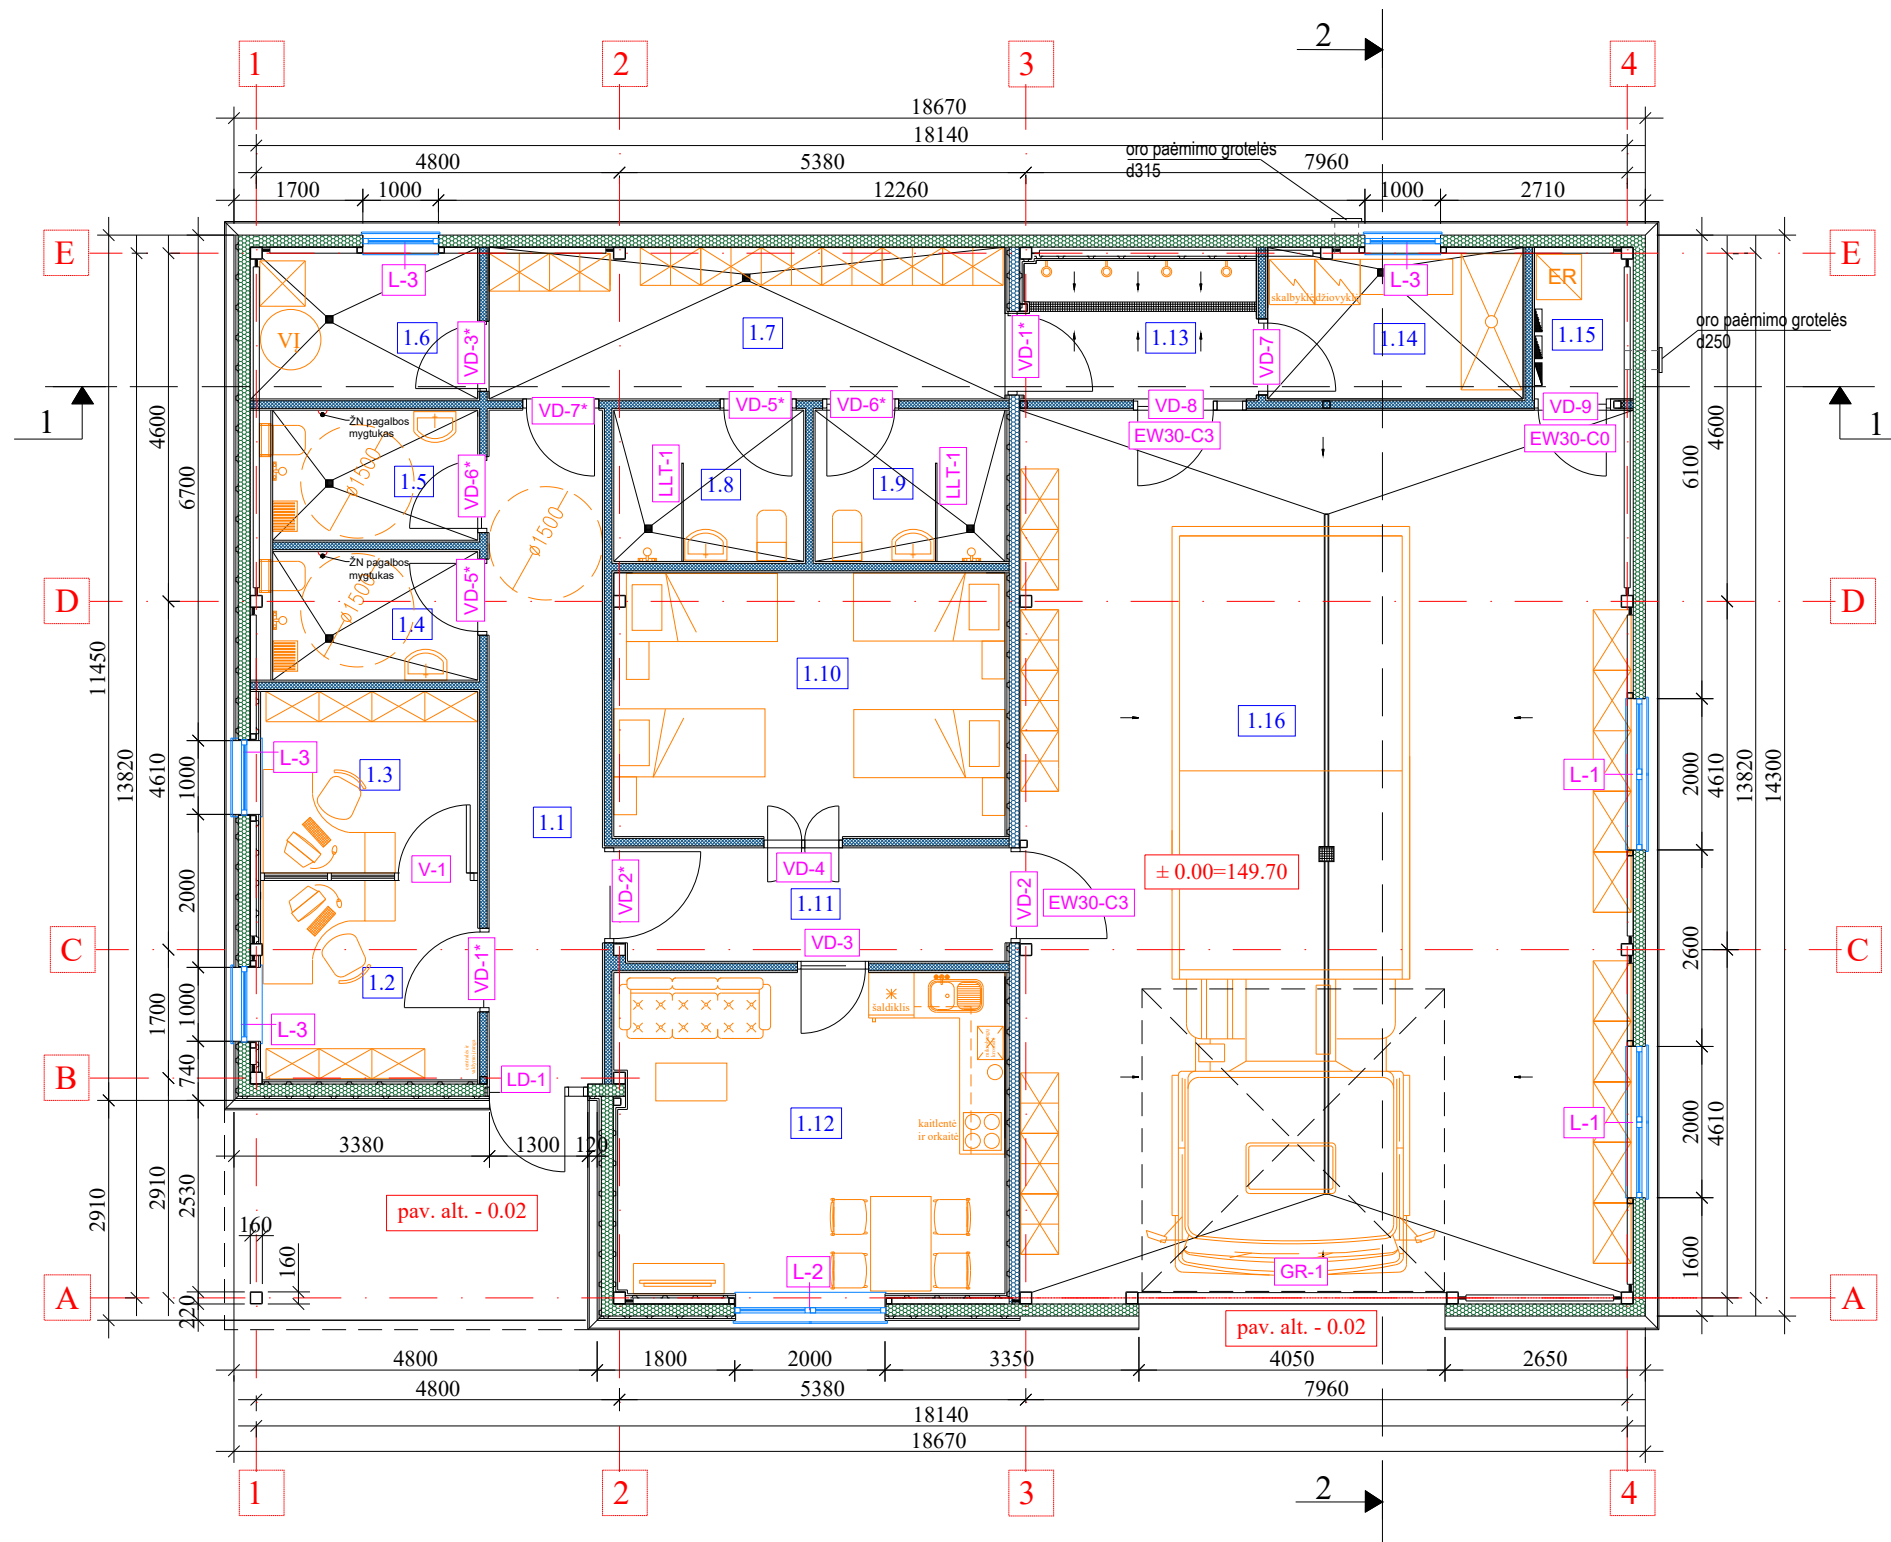 2
1 2 3 4
18670
18140
4800 5380 7960
oro paėmimo grotelės
d315
1700 1000 12260 1000 2710
E E
L-3 L-3
ER
skalbyklė džiovyklė
VĮ
1.6 1.7 1.13 1.14 1.15
VD-3* VD-1* VD-7
oro paėmimo grotelės
d250
1 1
VD-7* VD-5* VD-6* VD-8 VD-9
EW30-C3 EW30-C0
ŽN pagalbos
mygtukas
ø1500
1.5
VD-6*
LLT-1
1.8 1.9
LLT-1
ø1500
4600 6700 6100 4600
ŽN pagalbos
mygtukas
ø1500
1.4
VD-5*
D D
1.10
1.16
11450 13820 4610 1000
L-3
1.3
L-1
2000 4610 13820 14300
1.1
V-1
VD-4
± 0.00=149.70
2000
VD-2*
1.11
VD-2
EW30-C3
C C
VD-3
VD-1*
1.2
2600
1700 1000
L-3
šaldiklis
740
B B
LD-1
1.12
kaitlentė
ir orkaitė
L-1
2000 4610
3380 1300 120
2910 2910 2530
pav. alt. - 0.02
160
160
L-2
GR-1
1600
A A
220
pav. alt. - 0.02
4800 1800 2000 3350 4050 2650
4800 5380 7960
18140
18670
1 2 3 4
2